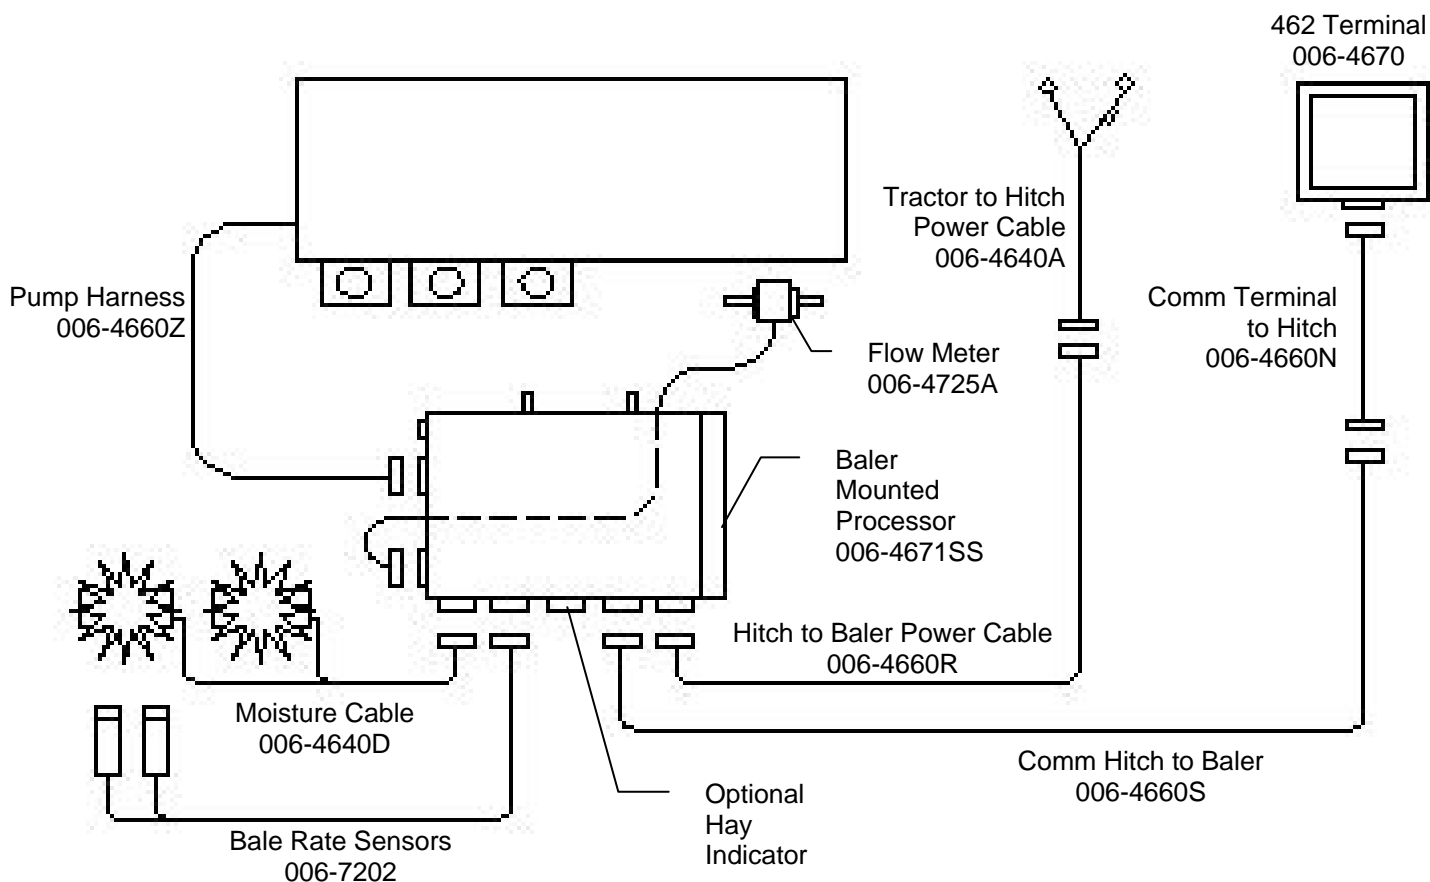 462 Terminal
006-4670
Tractor to Hitch
Power Cable
006-4640A
Pump Harness
006-4660Z
Comm Terminal
to Hitch
006-4660N
Flow Meter
006-4725A
Baler
Mounted
Processor
006-4671SS
Hitch to Baler Power Cable
006-4660R
Moisture Cable
006-4640D
Comm Hitch to Baler
006-4660S
Optional
Hay
Indicator
Bale Rate Sensors
006-7202